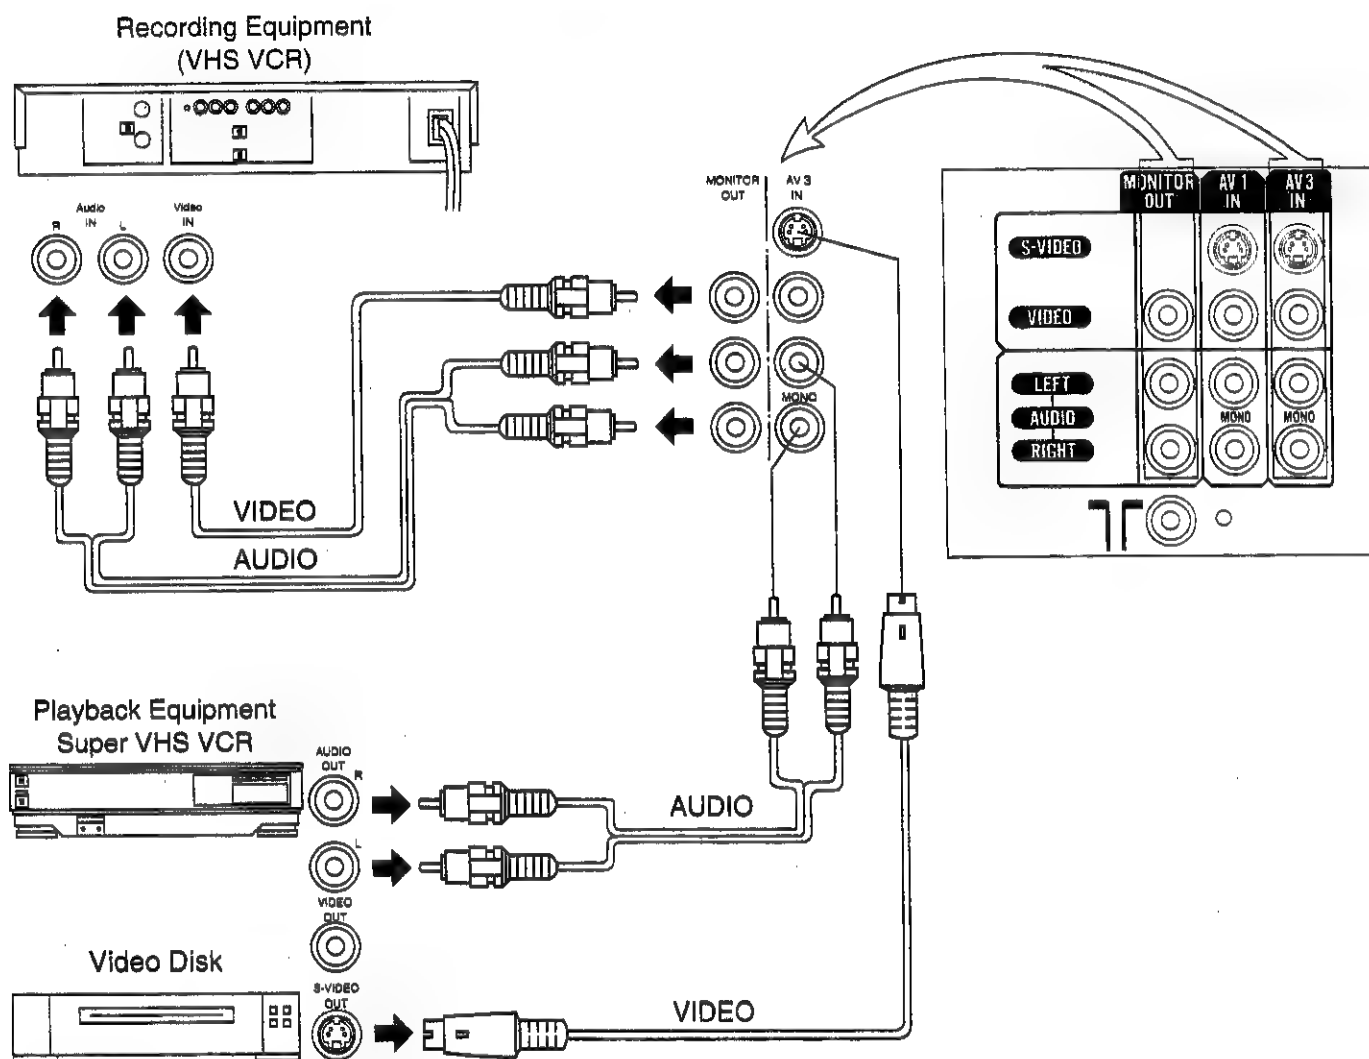 Recording Equipment
(VHS VCR)
R
Audio
IN
L
Video
IN
MONITOR
OUT
AV 3
IN
MONO
MONITOR
OUT
AV 1
IN
AV 3
IN
S-VIDEO
VIDEO
LEFT
AUDIO
RIGHT
MONO
MONO
VIDEO
AUDIO
Playback Equipment
Super VHS VCR
AUDIO
OUT
R
L
VIDEO
OUT
AUDIO
Video Disk
S-VIDEO
OUT
VIDEO